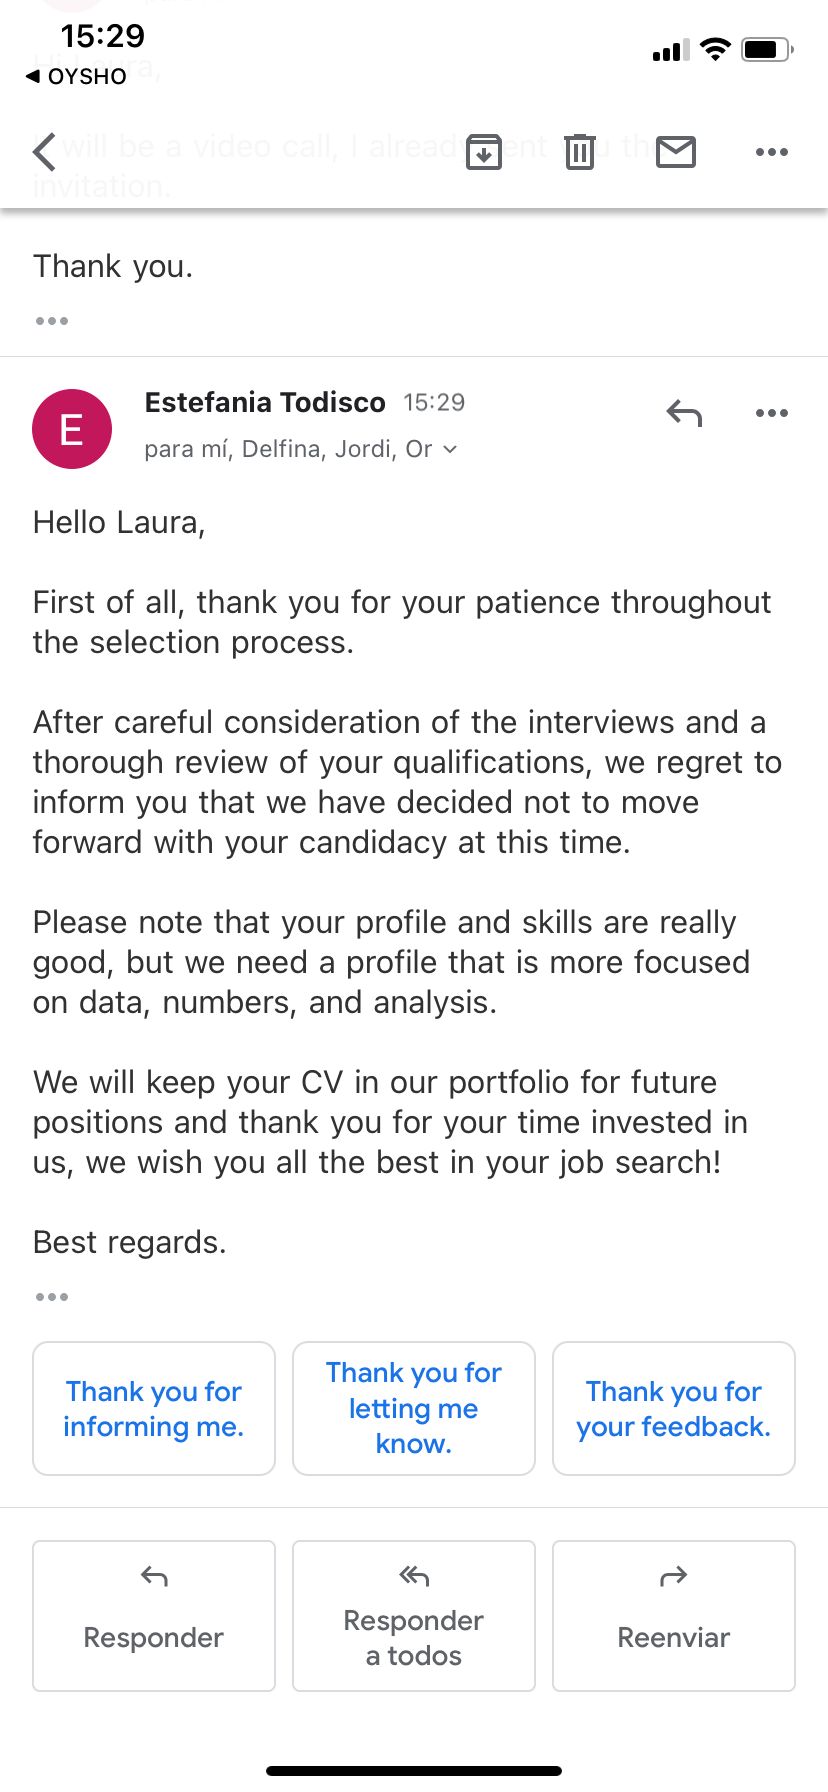 15:29
OYSHO
will be a video call, I already sent you the
invitation.
Thank you.
Estefania Todisco 15:29
para mí, Delfina, Jordi, Or
E
Hello Laura,
First of all, thank you for your patience throughout
the selection process.
After careful consideration of the interviews and a
thorough review of your qualifications, we regret to
inform you that we have decided not to move
forward with your candidacy at this time.
Please note that your profile and skills are really
good, but we need a profile that is more focused
on data, numbers, and analysis.
We will keep your CV in our portfolio for future
positions and thank you for your time invested in
us, we wish you all the best in your job search!
Best regards.
Thank you for
informing me.
Thank you for
letting me
know.
Thank you for
your feedback.
Responder
Responder
a todos
Reenviar